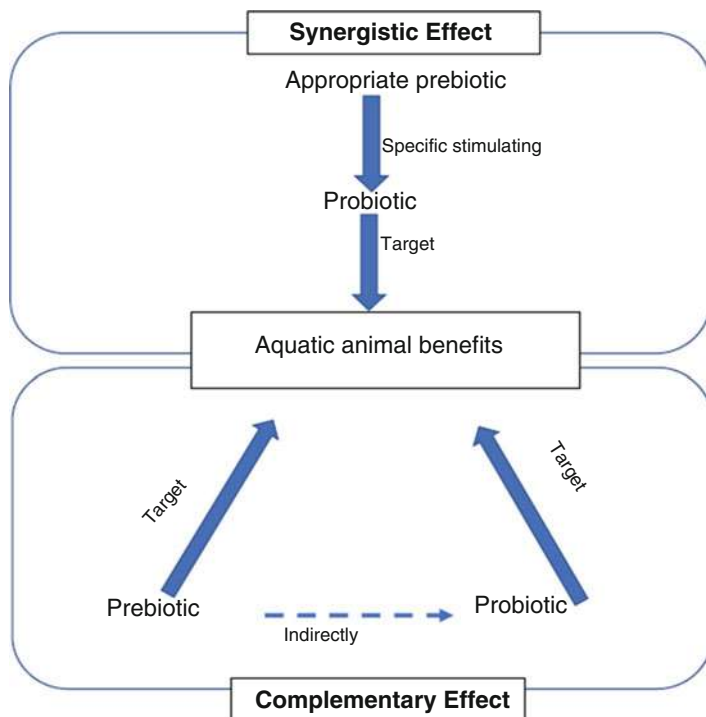 Synergistic Effect
Appropriate prebiotic
Specific stimulating
Probiotic
Target
Aquatic animal benefits
Target
Target
Prebiotic
Probiotic
Indirectly
Complementary Effect